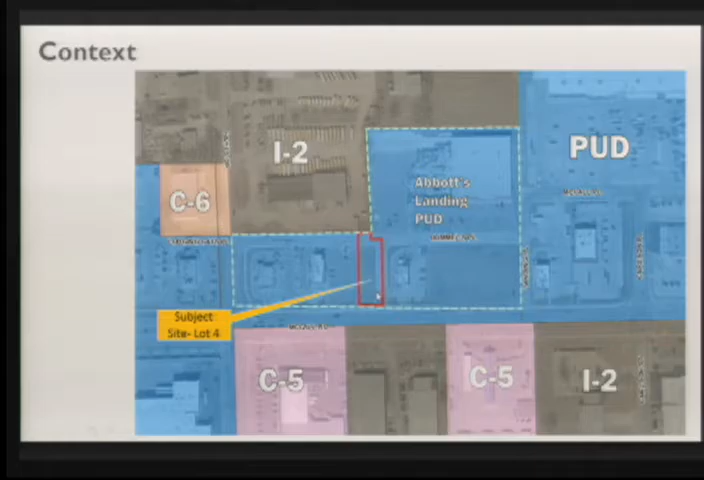 Context
I-2
PUD
C-6
Abbott's
Landing
PUD
Subject
Site- Lot 4
C-5
C-5
I-2